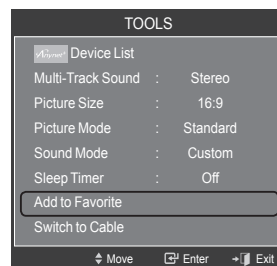 TOOLS
Anynet+ Device List
Multi-Track Sound : Stereo
Picture Size : 16:9
Picture Mode : Standard
Sound Mode : Custom
Sleep Timer : Off
Add to Favorite
Switch to Cable
Move Enter Exit